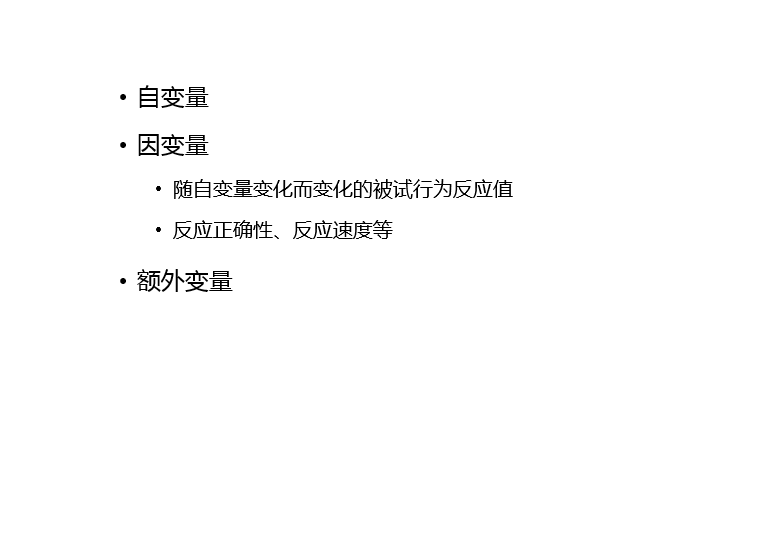 • 自变量
• 因变量
• 随自变量变化而变化的被试行为反应值
• 反应正确性、反应速度等
• 额外变量